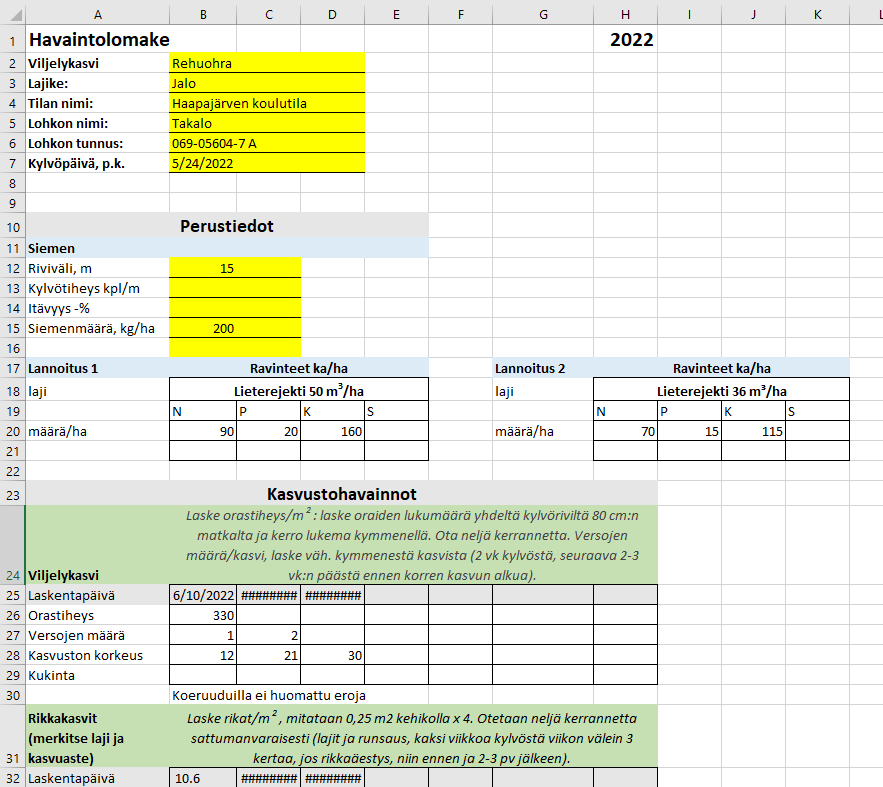 A B C D E F G H I J K L
1 Havaintolomake 2022
2 Viljelykasvi Rehuohra
3 Lajike: Jalo
4 Tilan nimi: Haapajärven koulutila
5 Lohkon nimi: Takalo
6 Lohkon tunnus: 069-05604-7 A
7 Kylvöpäivä, p.k. 5/24/2022
8
9
10 Perustiedot
11 Siemen
12 Riviväli, m 15
13 Kylvötiheys kpl/m
14 Itävyys -%
15 Siemenmäärä, kg/ha 200
16
17 Lannoitus 1 Ravinteet ka/ha Lannoitus 2 Ravinteet ka/ha
18 laji Lieterejekti 50 m³/ha laji Lieterejekti 36 m³/ha
19 N P K S N P K S
20 määrä/ha 90 20 160 määrä/ha 70 15 115
21
22
23 Kasvustohavainnot
Laske orastiheys/m² : laske oraiden lukumäärä yhdeltä kylvöriviltä 80 cm:n
matkalta ja kerro lukema kymmenellä. Ota neljä kerrannetta. Versojen
määrä/kasvi, laske väh. kymmenestä kasvista (2 vk kylvöstä, seuraava 2-3
24 Viljelykasvi vk:n päästä ennen korren kasvun alkua).
25 Laskentapäivä 6/10/2022 ######## ########
26 Orastiheys 330
27 Versojen määrä 1 2
28 Kasvuston korkeus 12 21 30
29 Kukinta
30 Koeruuduilla ei huomattu eroja
Rikkakasvit Laske rikat/m², mitataan 0,25 m2 kehikolla x 4. Otetaan neljä kerrannetta
(merkitse laji ja sattumanvaraisesti (lajit ja runsaus, kaksi viikkoa kylvöstä viikon välein 3
31 kasvuaste) kertaa, jos rikkaäestys, niin ennen ja 2-3 pv jälkeen).
32 Laskentapäivä 10.6 ######## ########